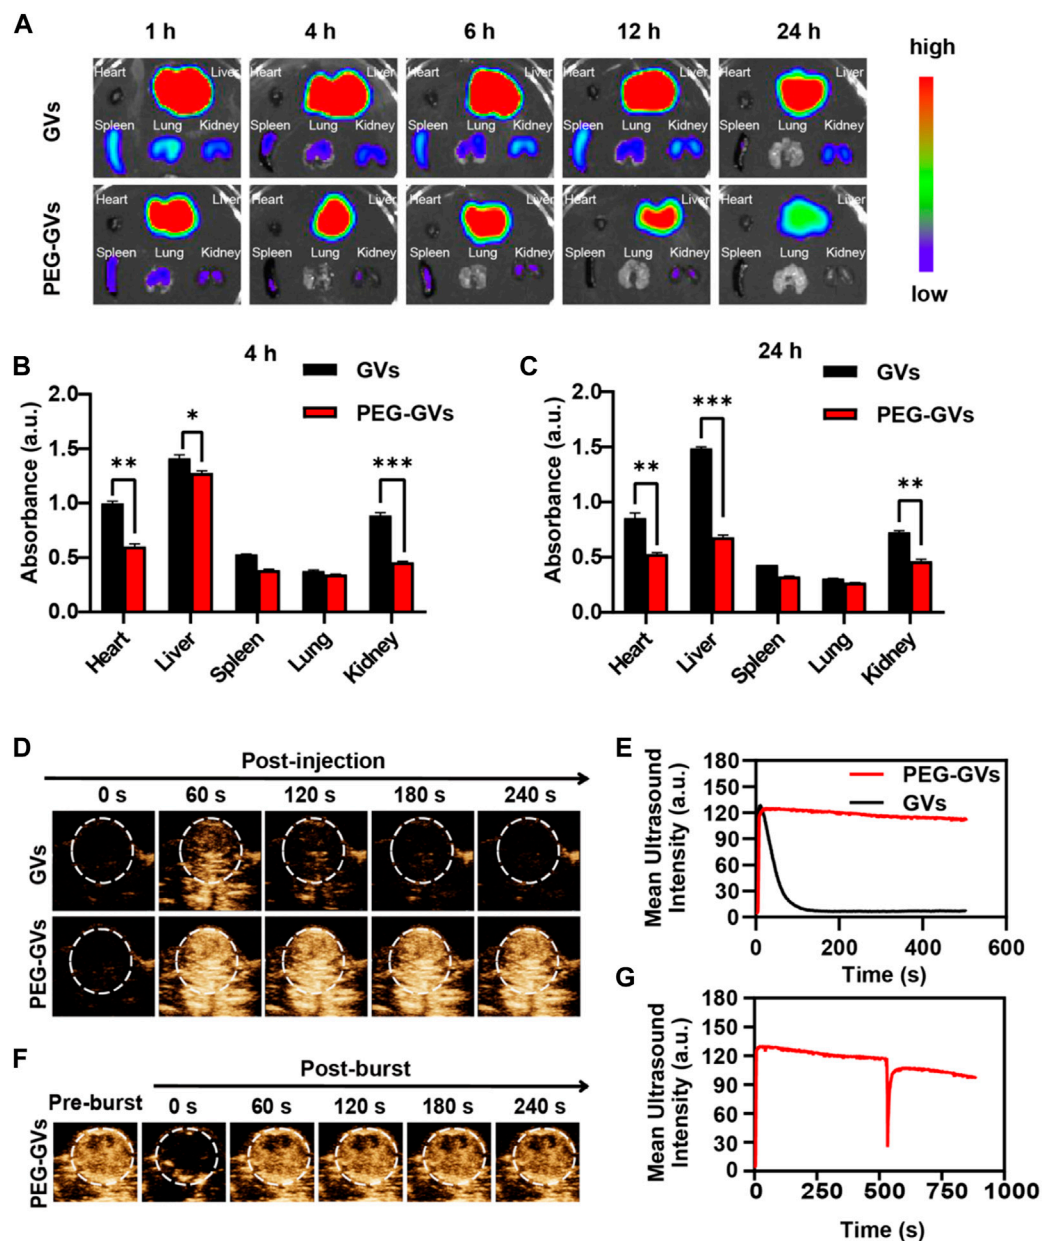 A
1 h 4 h 6 h 12 h 24 h
high
GVs
Heart Liver Heart Liver Heart Liver Heart Liver Heart Liver
Spleen Lung Kidney Spleen Lung Kidney Spleen Lung Kidney Spleen Lung Kidney Spleen Lung Kidney
PEG-GVs
Heart Liver Heart Liver Heart Liver Heart Liver Heart Liver
Spleen Lung Kidney Spleen Lung Kidney Spleen Lung Kidney Spleen Lung Kidney Spleen Lung Kidney
low
B
4 h
GVs
PEG-GVs
Absorbance (a.u.)
2.0
1.5
1.0
0.5
0.0
** * ***
Heart Liver Spleen Lung Kidney
C
24 h
GVs
PEG-GVs
Absorbance (a.u.)
2.0
1.5
1.0
0.5
0.0
** *** **
Heart Liver Spleen Lung Kidney
D
Post-injection
0 s 60 s 120 s 180 s 240 s
GVs
PEG-GVs
E
Mean Ultrasound
Intensity (a.u.)
180
150
120
90
60
30
0
PEG-GVs
GVs
0 200 400 600
Time (s)
F
Post-burst
Pre-burst 0 s 60 s 120 s 180 s 240 s
PEG-GVs
G
Mean Ultrasound
Intensity (a.u.)
180
150
120
90
60
30
0
0 250 500 750 1000
Time (s)